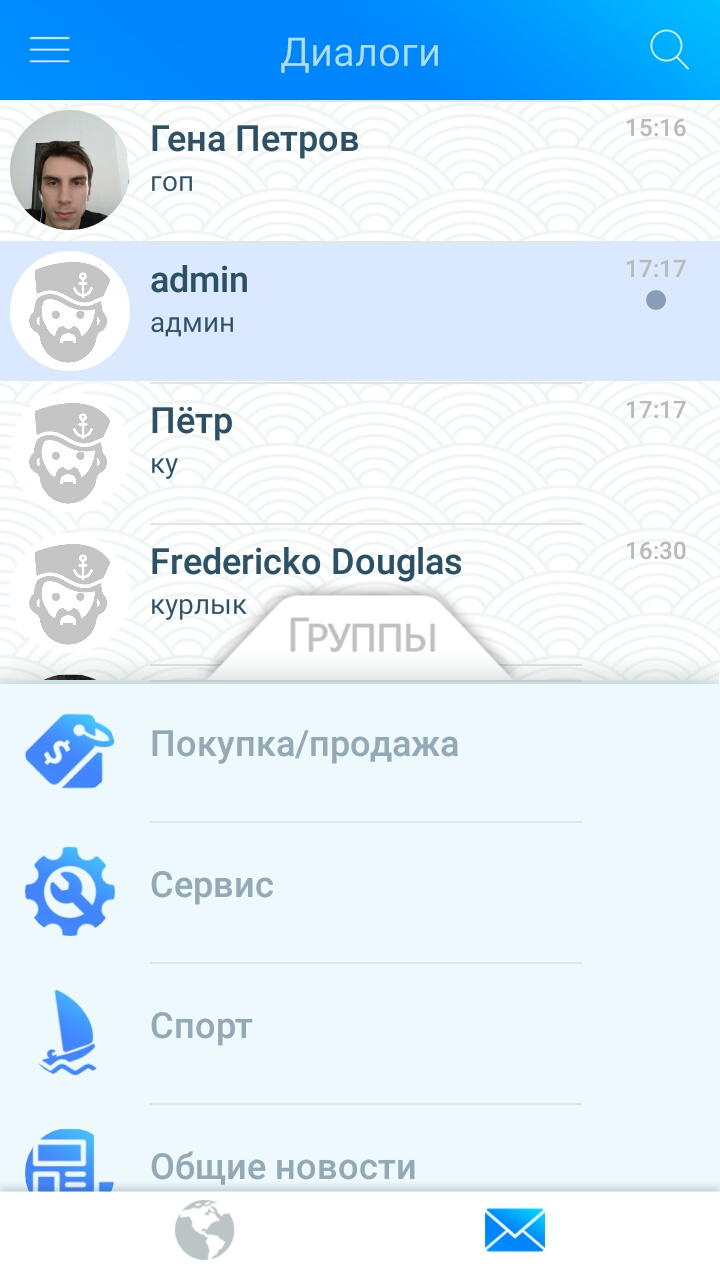 Диалоги
Гена Петров
15:16
гоп
admin
17:17
админ
Пётр
17:17
ку
Fredericko Douglas
16:30
курлык
Группы
Покупка/продажа
Сервис
Спорт
Общие новости